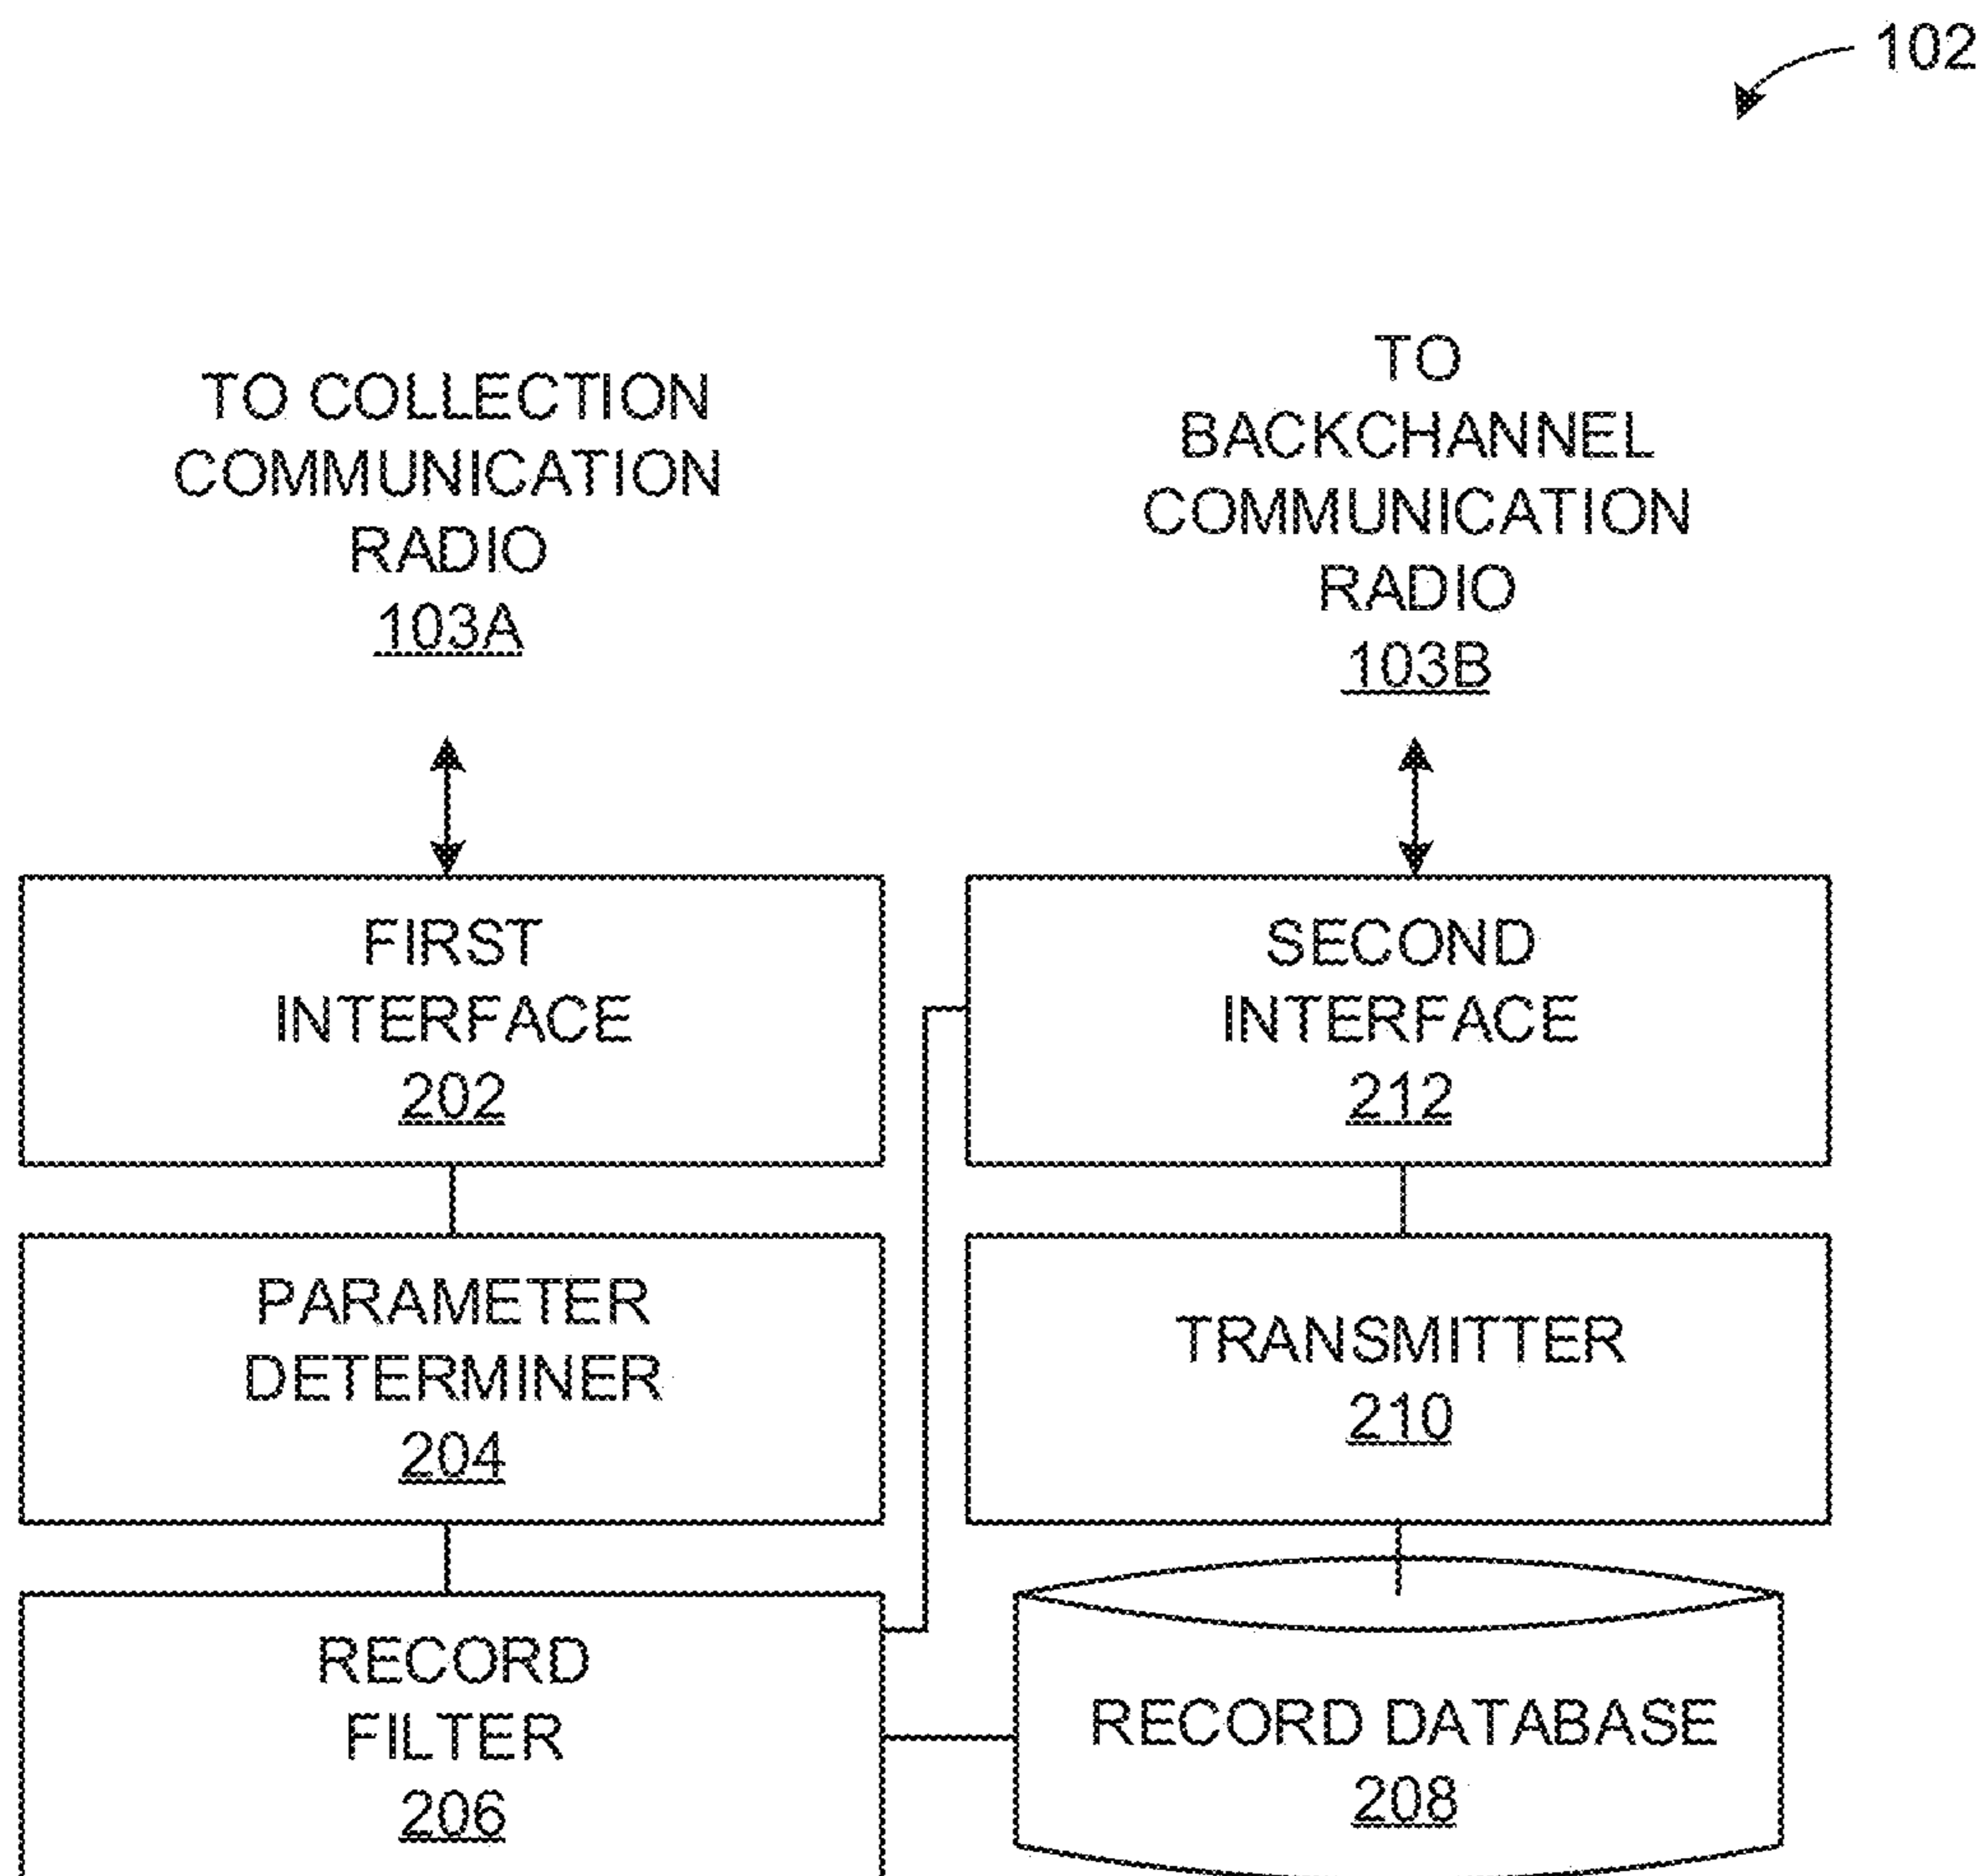 102
TO COLLECTION
COMMUNICATION
RADIO
103A
TO
BACKCHANNEL
COMMUNICATION
RADIO
103B
FIRST
INTERFACE
202
SECOND
INTERFACE
212
PARAMETER
DETERMINER
204
TRANSMITTER
210
RECORD
FILTER
206
RECORD DATABASE
208